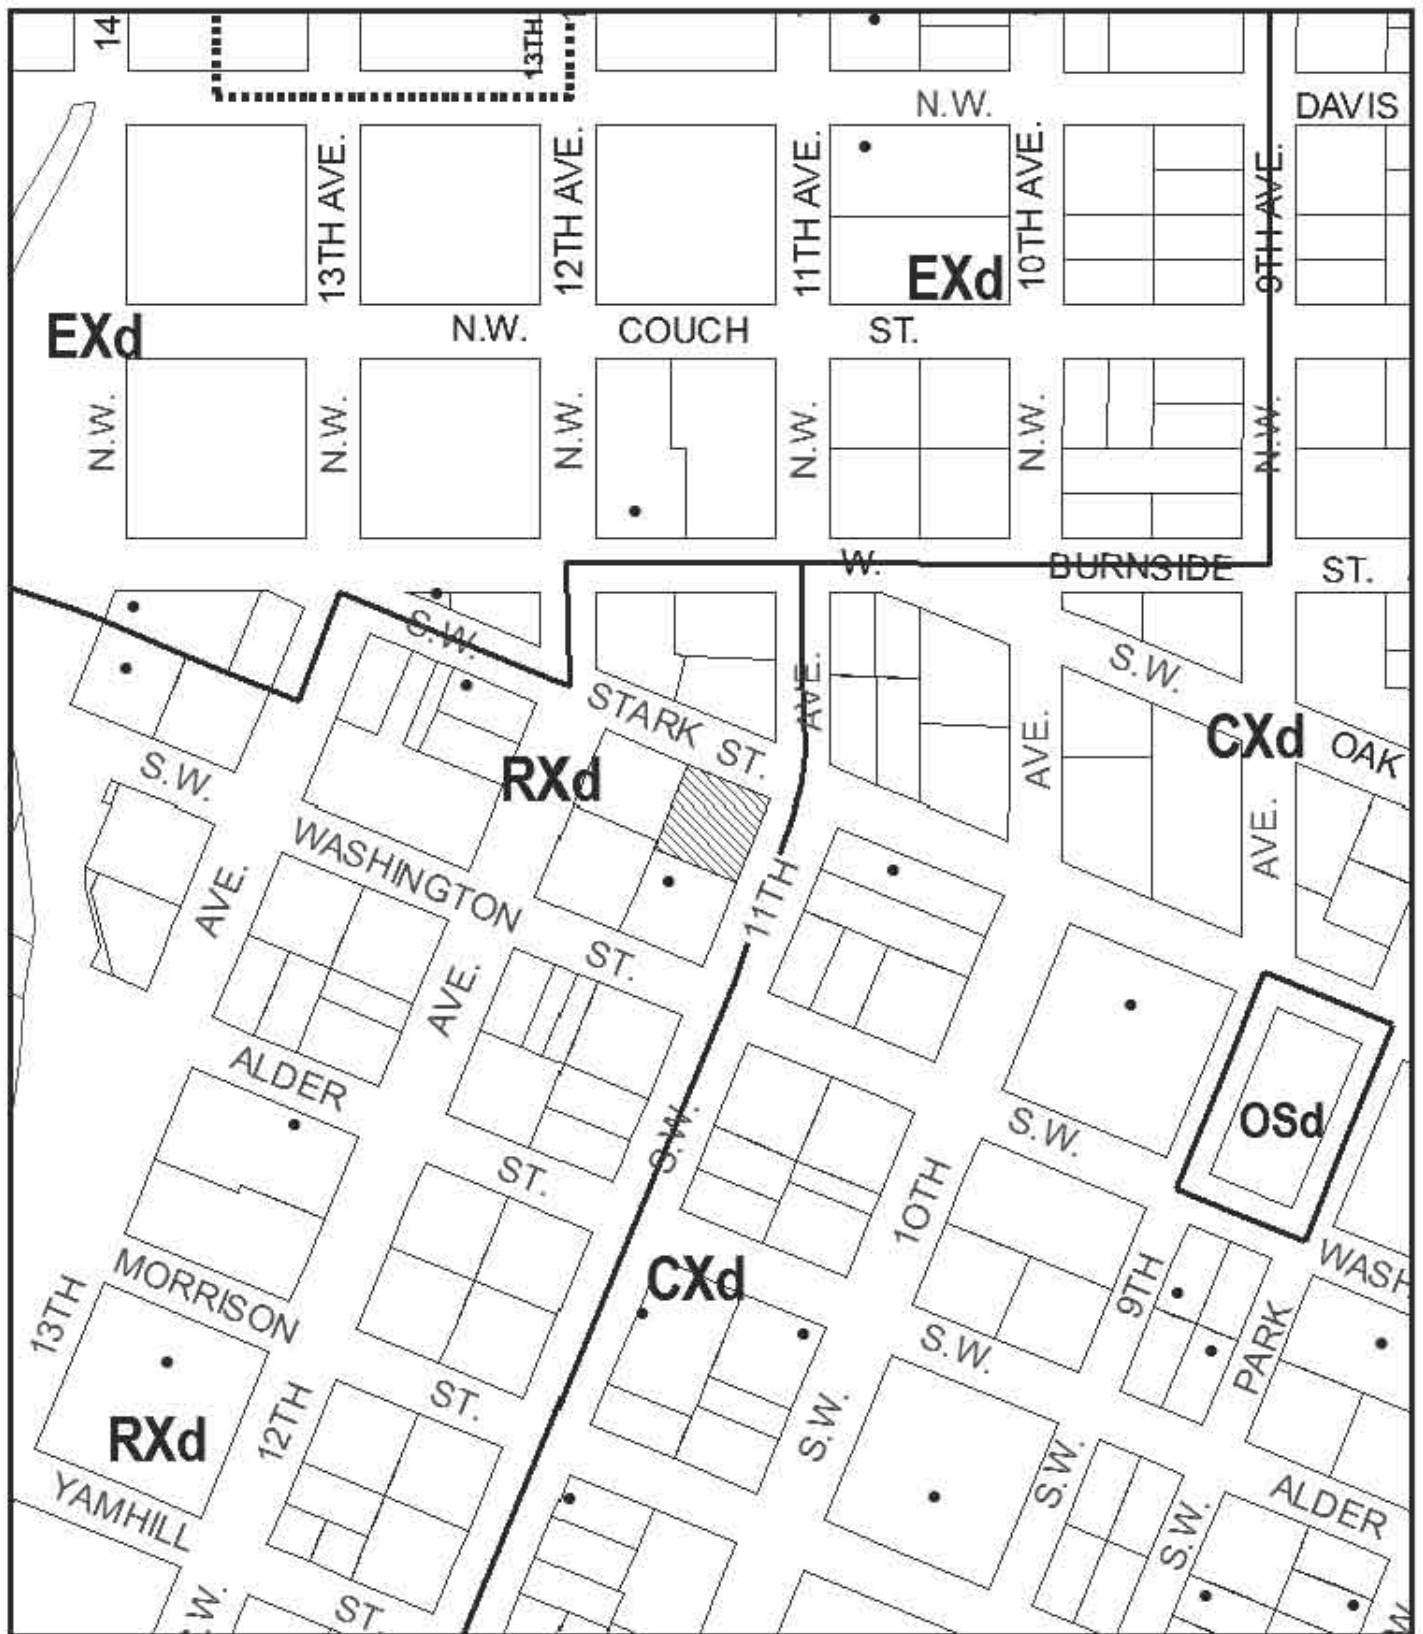 14
13TH
N.W.
DAVIS
13TH AVE.
12TH AVE.
11TH AVE.
10TH AVE.
9TH AVE.
EXd
EXd
N.W.
COUCH
ST.
N.W.
N.W.
N.W.
N.W.
N.W.
N.W.
W.
BURNSIDE
ST.
S.W.
STARK ST.
AVE.
S.W.
AVE.
CXd
OAK
S.W.
RXd
AVE.
WASHINGTON
ST.
AVE.
11TH
AVE.
ALDER
ST.
S.W.
S.W.
OSd
10TH
MORRISON
ST.
CXd
9TH
WASH
13TH
12TH
S.W.
PARK
RXd
S.W.
S.W.
S.W.
ALDER
YAMHILL
ST.
.W.
W